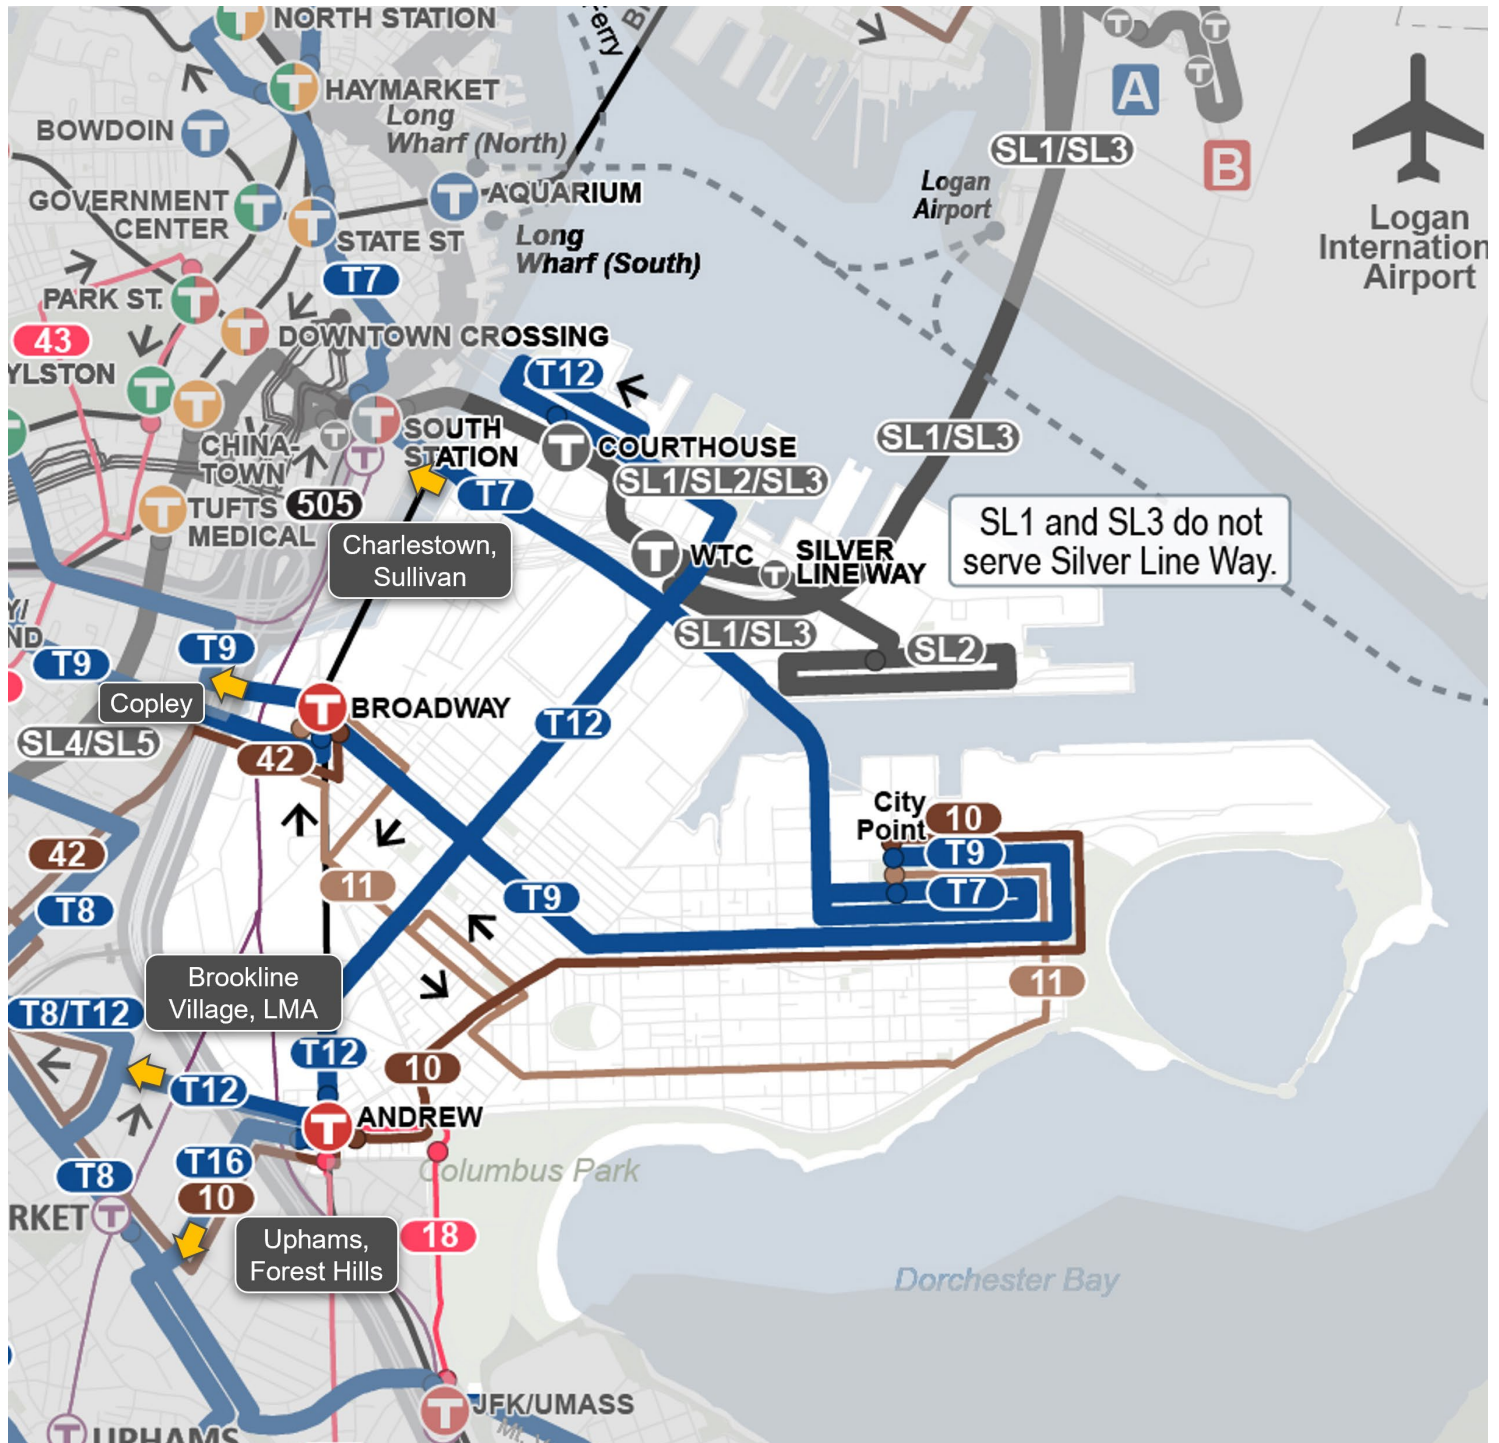 NORTH STATION
Ferry
HAYMARKET
Long
Wharf (North)
BOWDOIN
A
B
SL1/SL3
Logan
Airport
AQUARIUM
GOVERNMENT
CENTER
STATE ST
Long
Wharf (South)
Logan
Internation
Airport
T7
PARK ST.
43
DOWNTOWN CROSSING
YLSTON
T12
SOUTH
STATION
COURTHOUSE
SL1/SL3
CHINA-
TOWN
SL1/SL2/SL3
T7
TUFTS
MEDICAL
505
SL1 and SL3 do not
serve Silver Line Way.
Charlestown,
Sullivan
WTC
SILVER
LINE WAY
Y/
ND
T9
T9
SL1/SL3
SL2
Copley
BROADWAY
T12
SL4/SL5
42
City
Point
10
T9
T7
42
11
T8
T9
Brookline
Village, LMA
11
T8/T12
T12
10
T12
ANDREW
T16
Columbus Park
T8
10
RKET
18
Uphams,
Forest Hills
Dorchester Bay
JFK/UMASS
UPHAMS